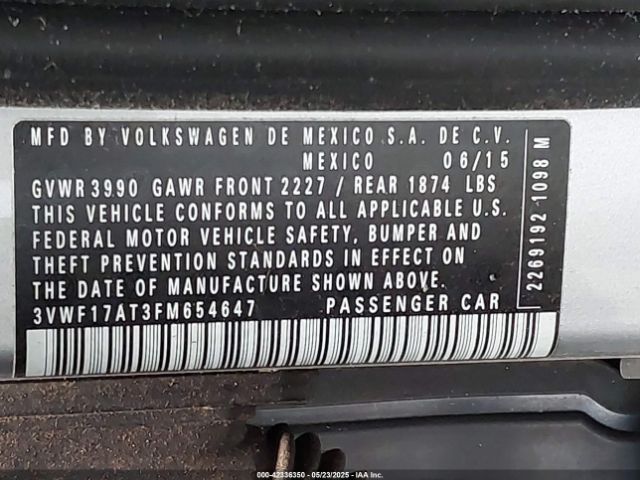 MFD BY VOLKSWAGEN DE MEXICO S.A. DE C.V.
MEXICO 06/15
GVWR 3990 GAWR FRONT 2227 / REAR 1874 LBS
THIS VEHICLE CONFORMS TO ALL APPLICABLE U.S.
FEDERAL MOTOR VEHICLE SAFETY, BUMPER AND
THEFT PREVENTION STANDARDS IN EFFECT ON
THE DATE OF MANUFACTURE SHOWN ABOVE.
3VWF17AT3FM654647 PASSENGER CAR
2269192 1098 M
000-42336350 - 05/23/2025 - IAA Inc.